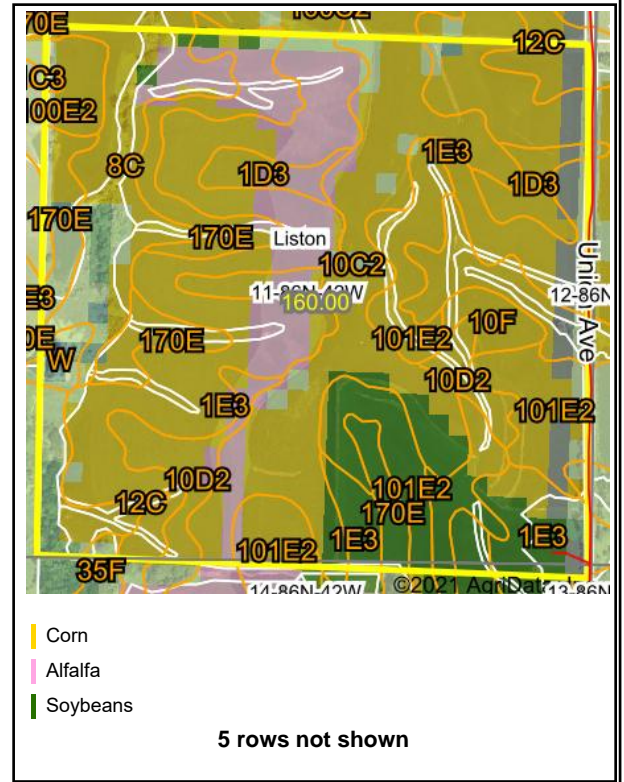 70E
12C
C3
00E2
8C
1D3
1E3
1D3
170E
170E
Liston
10C2
Union Ave
11-86N-42W
160.00
12-86N
E3
0E
W
170E
101E2
10F
10D2
1E3
101E2
10D2
12C
101E2
170E
1E3
1E3
101E2
35F
14-86N-42W
©2021 AgriData
13-86N
Corn
Alfalfa
Soybeans
5 rows not shown